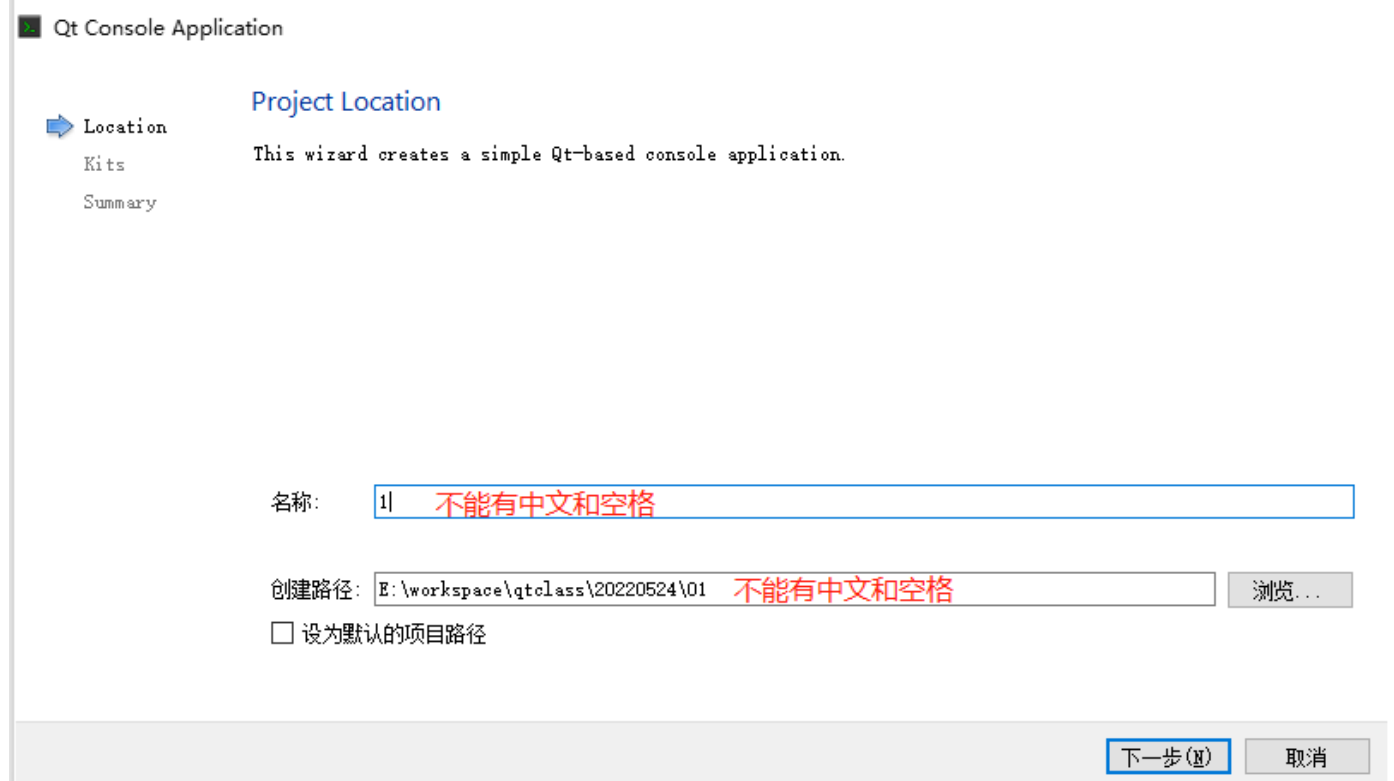 Qt Console Application
Project Location
Location
This wizard creates a simple Qt-based console application.
Kits
Summary
名称: 1 不能有中文和空格
创建路径: E:\workspace\qtclass\20220524\01 不能有中文和空格 浏览...
设为默认的项目路径
下一步(N) 取消